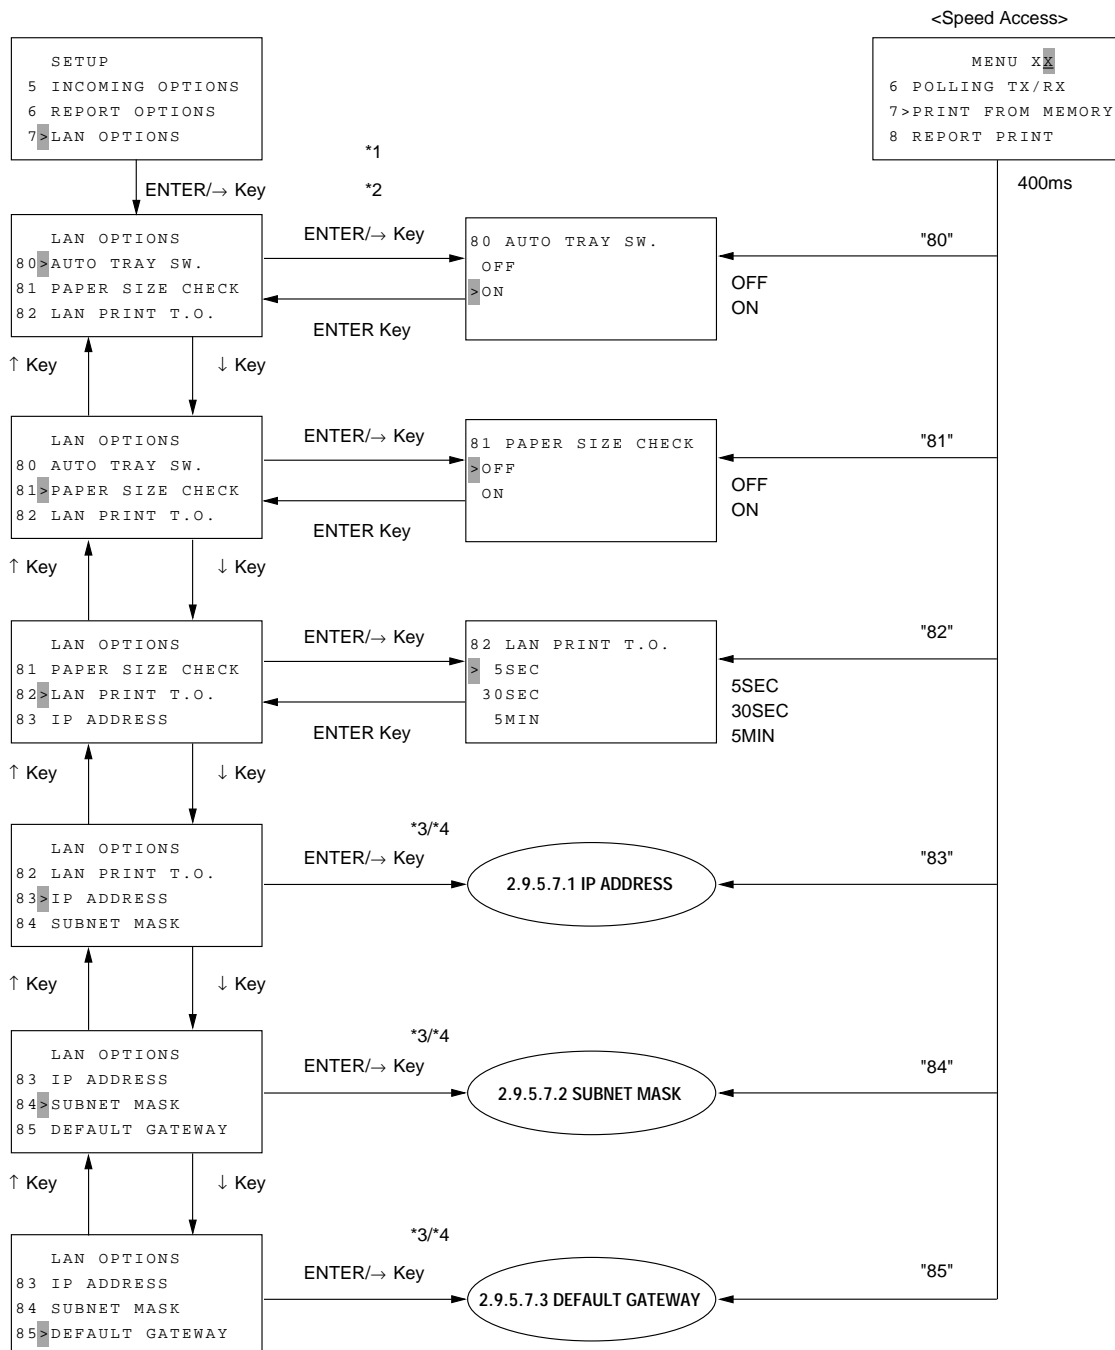 <Speed Access>
SETUP
5 INCOMING OPTIONS
6 REPORT OPTIONS
7>LAN OPTIONS
MENU XX
6 POLLING TX/RX
7>PRINT FROM MEMORY
8 REPORT PRINT
*1
*2
ENTER/→ Key
400ms
LAN OPTIONS
80>AUTO TRAY SW.
81 PAPER SIZE CHECK
82 LAN PRINT T.O.
ENTER/→ Key
ENTER Key
80 AUTO TRAY SW.
OFF
>ON
"80"
OFF
ON
↑ Key
↓ Key
LAN OPTIONS
80 AUTO TRAY SW.
81>PAPER SIZE CHECK
82 LAN PRINT T.O.
ENTER/→ Key
ENTER Key
81 PAPER SIZE CHECK
>OFF
ON
"81"
OFF
ON
↑ Key
↓ Key
LAN OPTIONS
81 PAPER SIZE CHECK
82>LAN PRINT T.O.
83 IP ADDRESS
ENTER/→ Key
ENTER Key
82 LAN PRINT T.O.
> 5SEC
30SEC
5MIN
"82"
5SEC
30SEC
5MIN
↑ Key
↓ Key
LAN OPTIONS
82 LAN PRINT T.O.
83>IP ADDRESS
84 SUBNET MASK
*3/*4
ENTER/→ Key
2.9.5.7.1 IP ADDRESS
"83"
↑ Key
↓ Key
LAN OPTIONS
83 IP ADDRESS
84>SUBNET MASK
85 DEFAULT GATEWAY
*3/*4
ENTER/→ Key
2.9.5.7.2 SUBNET MASK
"84"
↑ Key
↓ Key
LAN OPTIONS
83 IP ADDRESS
84 SUBNET MASK
85>DEFAULT GATEWAY
*3/*4
ENTER/→ Key
2.9.5.7.3 DEFAULT GATEWAY
"85"